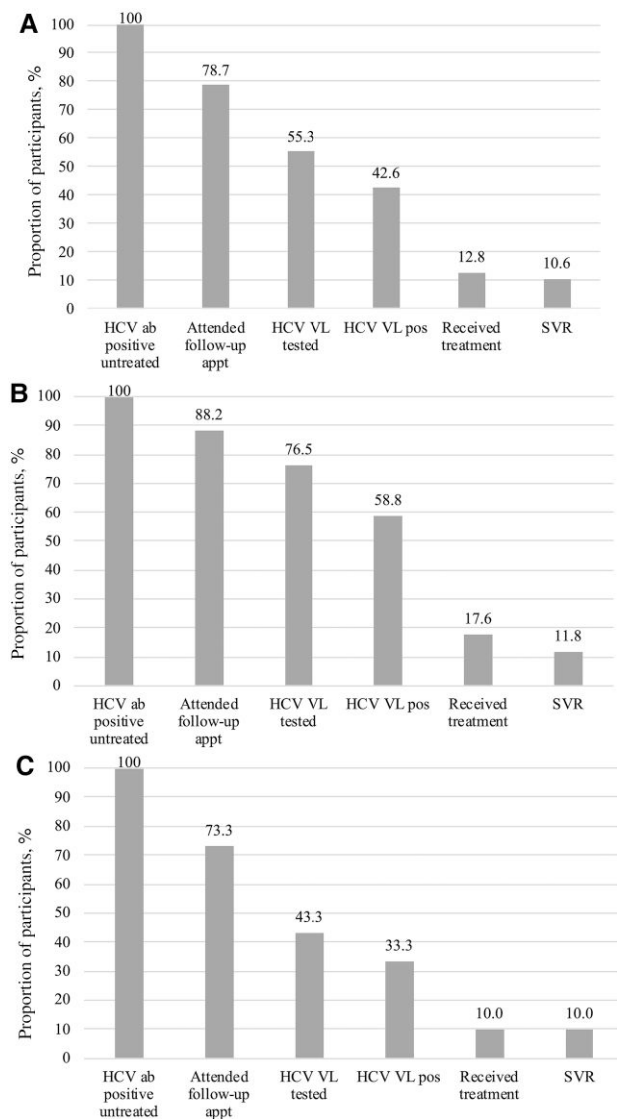 A
Proportion of participants, %
100
90
80
70
60
50
40
30
20
10
0
100
78.7
55.3
42.6
12.8
10.6
HCV ab positive untreated
Attended follow-up appt
HCV VL tested
HCV VL pos
Received treatment
SVR
B
Proportion of participants, %
100
90
80
70
60
50
40
30
20
10
0
100
88.2
76.5
58.8
17.6
11.8
HCV ab positive untreated
Attended follow-up appt
HCV VL tested
HCV VL pos
Received treatment
SVR
C
Proportion of participants, %
100
90
80
70
60
50
40
30
20
10
0
100
73.3
43.3
33.3
10.0
10.0
HCV ab positive untreated
Attended follow-up appt
HCV VL tested
HCV VL pos
Received treatment
SVR